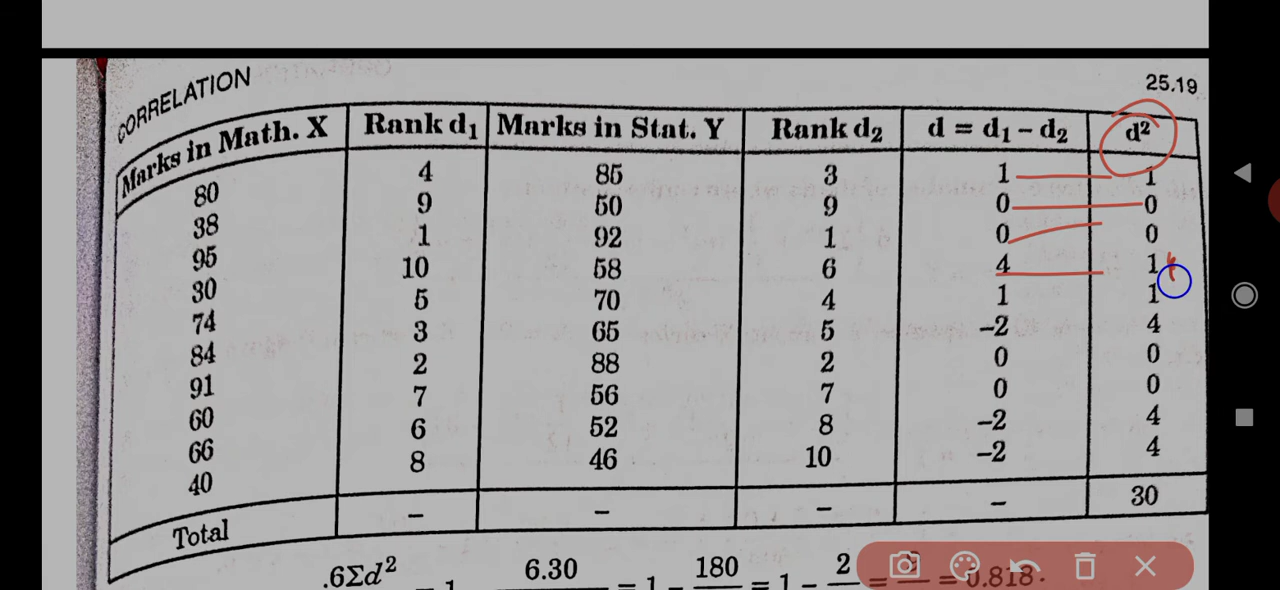 CORRELATION
25.19
Marks in Math. X Rank d₁ Marks in Stat. Y Rank d₂ d = d₁ – d₂ d²
80 4 85 3 1 1
38 9 50 9 0 0
95 1 92 1 0 0
30 10 58 6 4 1
74 5 70 4 1 1
84 3 65 5 –2 4
91 2 88 2 0 0
60 7 56 7 0 0
66 6 52 8 –2 4
40 8 46 10 –2 4
Total – – – – 30
6Σd² 6.30 180 2
= 1 – = 1 – = = 0.818.